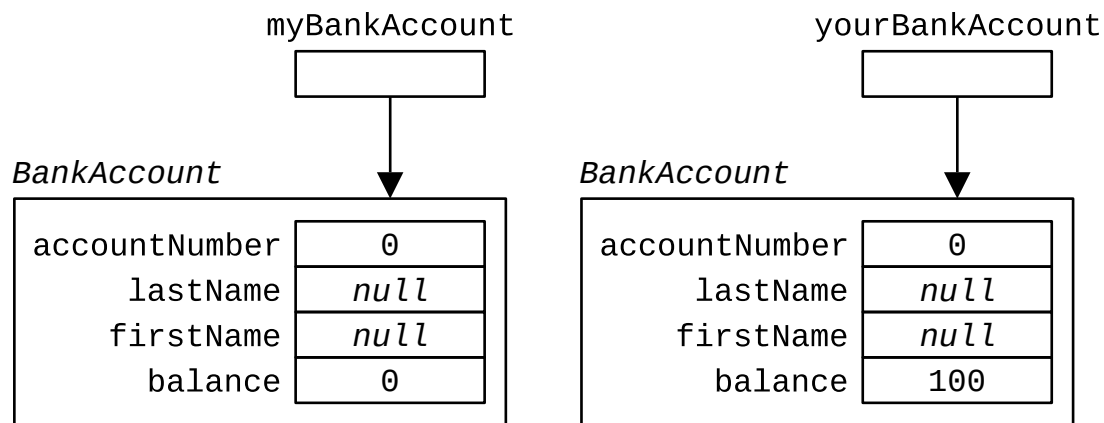 myBankAccount
yourBankAccount
BankAccount
accountNumber 0
lastName null
firstName null
balance 0
BankAccount
accountNumber 0
lastName null
firstName null
balance 100